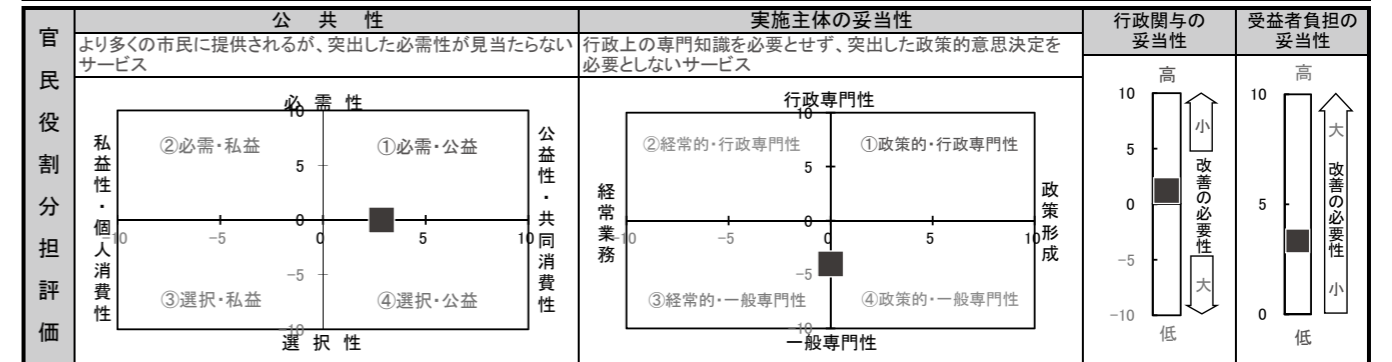 官民役割分担評価
公共性
より多くの市民に提供されるが、突出した必需性が見当たらない
サービス
必需性
10
②必需・私益
①必需・公益
5
私益性・個人消費性
公益性・共同消費性
0
-10
-5
0
5
10
-5
③選択・私益
④選択・公益
-10
選択性
実施主体の妥当性
行政上の専門知識を必要とせず、突出した政策的意思決定を
必要としないサービス
行政専門性
10
②経常的・行政専門性
①政策的・行政専門性
5
経常業務
政策形成
0
-10
-5
0
5
10
-5
③経常的・一般専門性
④政策的・一般専門性
-10
一般専門性
行政関与の
妥当性
高
10
5
0
-5
-10
小
改善の必要性
大
低
受益者負担の
妥当性
高
10
5
0
大
改善の必要性
小
低